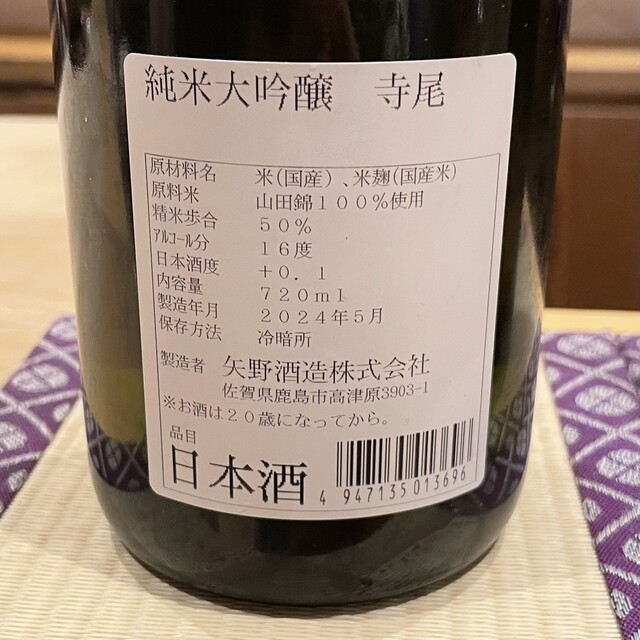 純米大吟醸　寺尾
原材料名　米(国産)、米麹(国産米)
原料米　山田錦１００％使用
精米歩合　５０％
アルコール分　１６度
日本酒度　＋０．１
内容量　７２０ｍｌ
製造年月　２０２４年５月
保存方法　冷暗所
製造者　矢野酒造株式会社
佐賀県鹿島市高津原3903-1
※お酒は２０歳になってから。
品目
日本酒
4 947135 013696